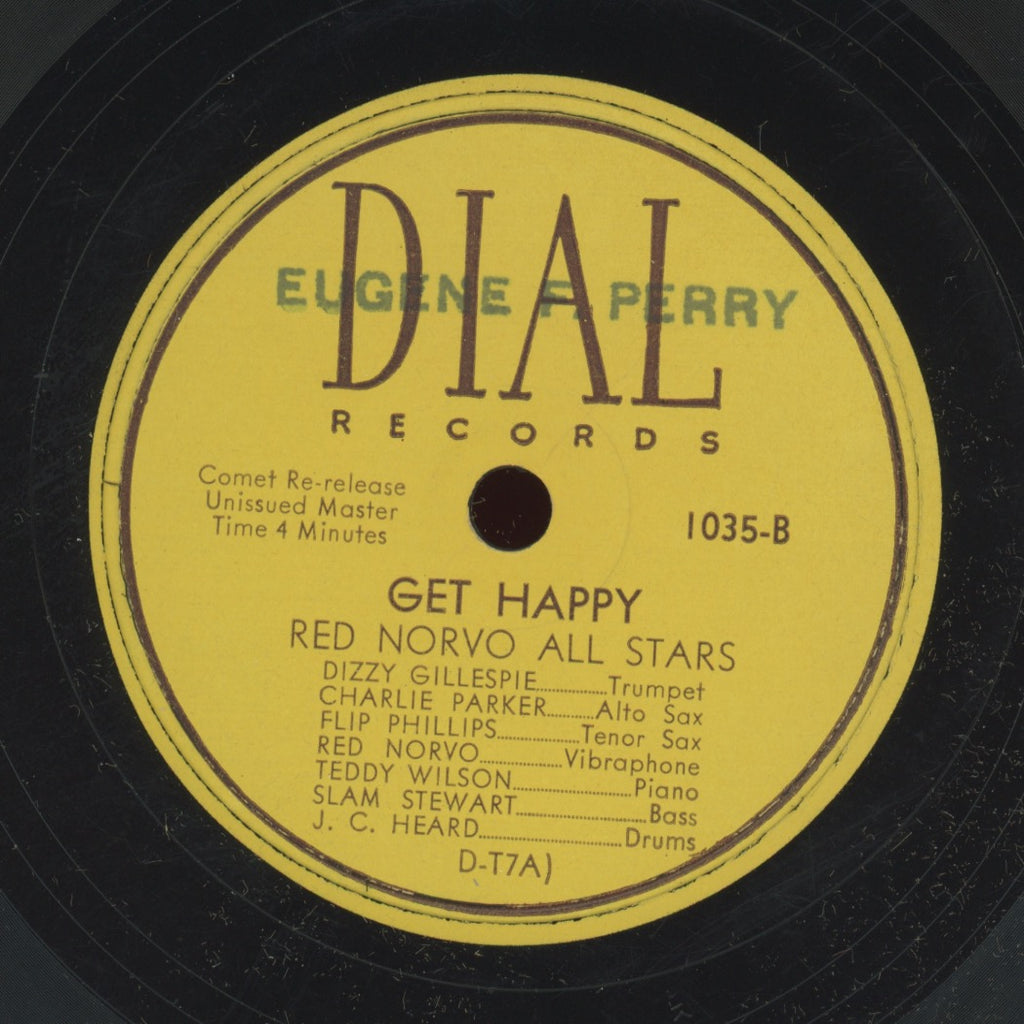 DIAL
EUGENE F. PERRY
RECORDS
Comet Re-release
Unissued Master
Time 4 Minutes
1035-B
GET HAPPY
RED NORVO ALL STARS
DIZZY GILLESPIE..........Trumpet
CHARLIE PARKER.......Alto Sax
FLIP PHILLIPS............Tenor Sax
RED NORVO............Vibraphone
TEDDY WILSON.................Piano
SLAM STEWART...................Bass
J. C. HEARD.....................Drums
D-T7A)